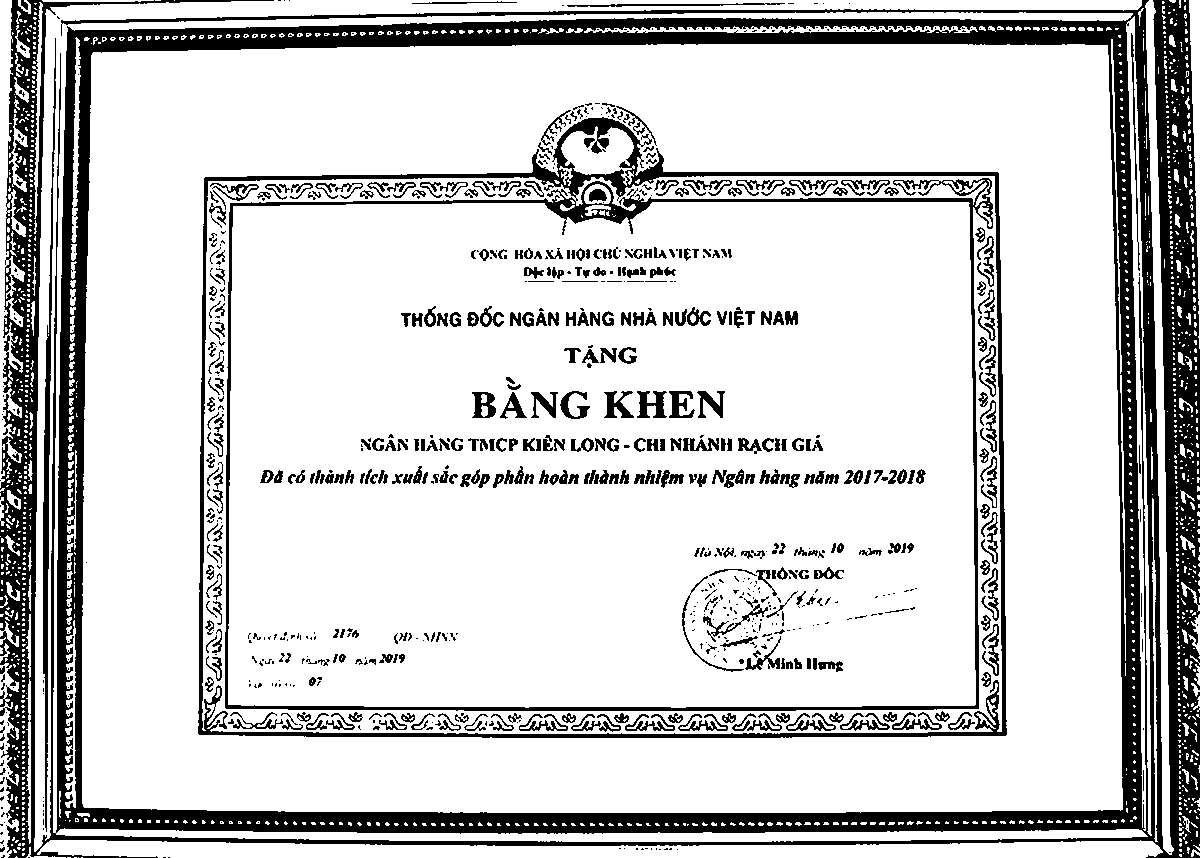 CỘNG HÒA XÃ HỘI CHỦ NGHĨA VIỆT NAM
Độc lập - Tự do - Hạnh phúc
THỐNG ĐỐC NGÂN HÀNG NHÀ NƯỚC VIỆT NAM
TẶNG
BẰNG KHEN
NGÂN HÀNG TMCP KIÊN LONG - CHI NHÁNH RẠCH GIÁ
Đã có thành tích xuất sắc góp phần hoàn thành nhiệm vụ Ngân hàng năm 2017-2018
Hà Nội, ngày 22 tháng 10 năm 2019
THỐNG ĐỐC
Lê Minh Hưng
Quyết định số 2176 QĐ - NHNN
Ngày 22 tháng 10 năm 2019
07